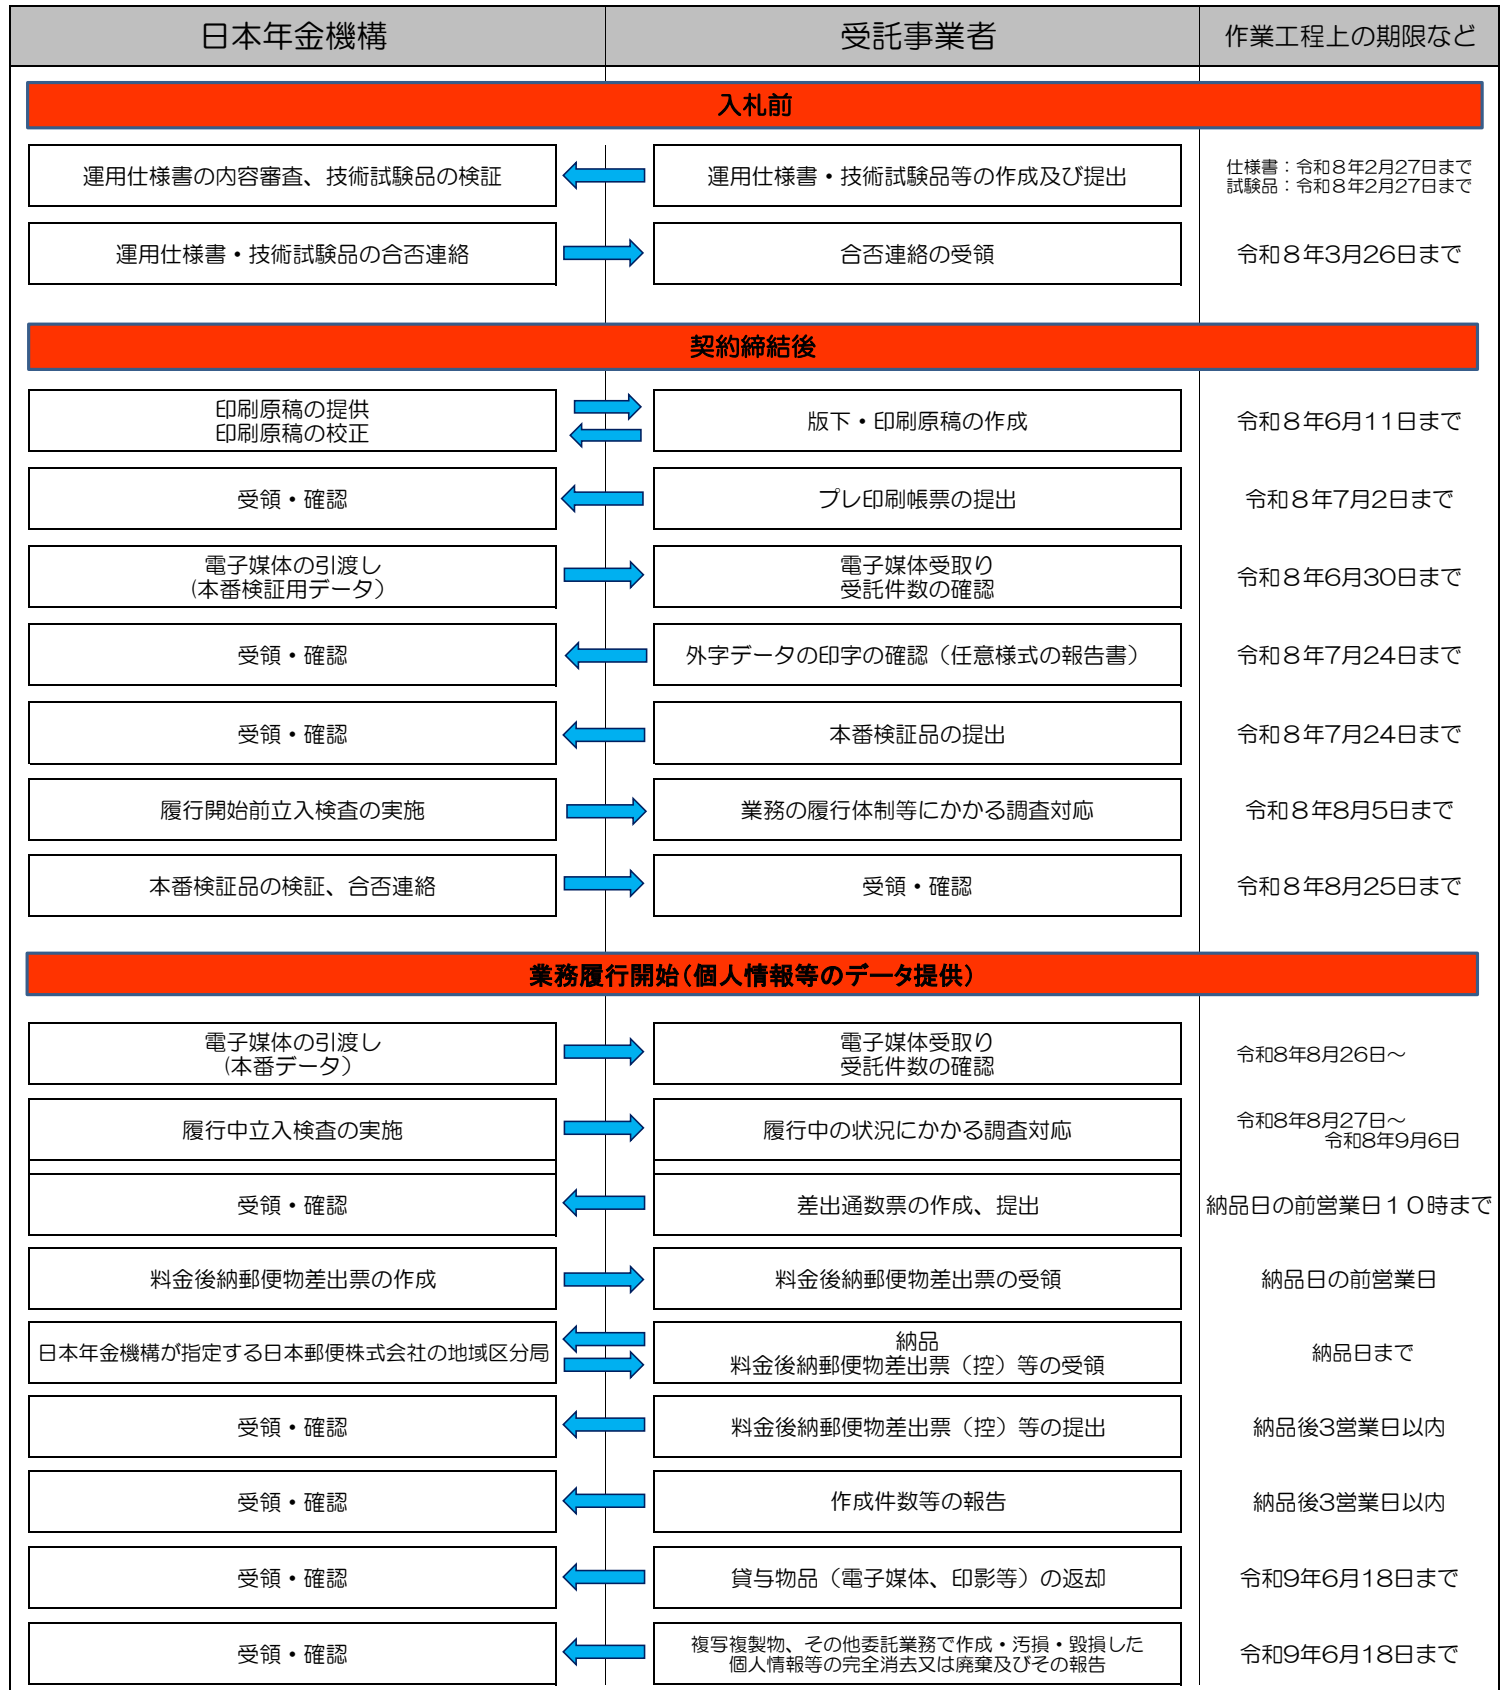 日本年金機構
受託事業者
作業工程上の期限など
入札前
運用仕様書の内容審査、技術試験品の検証
運用仕様書・技術試験品等の作成及び提出
仕様書：令和８年2月27日まで
試験品：令和８年2月27日まで
運用仕様書・技術試験品の合否連絡
合否連絡の受領
令和８年3月26日まで
契約締結後
印刷原稿の提供
印刷原稿の校正
版下・印刷原稿の作成
令和８年6月11日まで
受領・確認
プレ印刷帳票の提出
令和８年7月2日まで
電子媒体の引渡し
(本番検証用データ）
電子媒体受取り
受託件数の確認
令和８年6月30日まで
受領・確認
外字データの印字の確認（任意様式の報告書）
令和８年7月24日まで
受領・確認
本番検証品の提出
令和８年7月24日まで
履行開始前立入検査の実施
業務の履行体制等にかかる調査対応
令和８年8月5日まで
本番検証品の検証、合否連絡
受領・確認
令和８年8月25日まで
業務履行開始（個人情報等のデータ提供）
電子媒体の引渡し
(本番データ）
電子媒体受取り
受託件数の確認
令和8年8月26日～
履行中立入検査の実施
履行中の状況にかかる調査対応
令和8年8月27日～
令和8年9月6日
受領・確認
差出通数票の作成、提出
納品日の前営業日１０時まで
料金後納郵便物差出票の作成
料金後納郵便物差出票の受領
納品日の前営業日
日本年金機構が指定する日本郵便株式会社の地域区分局
納品
料金後納郵便物差出票（控）等の受領
納品日まで
受領・確認
料金後納郵便物差出票（控）等の提出
納品後3営業日以内
受領・確認
作成件数等の報告
納品後3営業日以内
受領・確認
貸与物品（電子媒体、印影等）の返却
令和9年6月18日まで
受領・確認
複写複製物、その他委託業務で作成・汚損・毀損した
個人情報等の完全消去又は廃棄及びその報告
令和9年6月18日まで